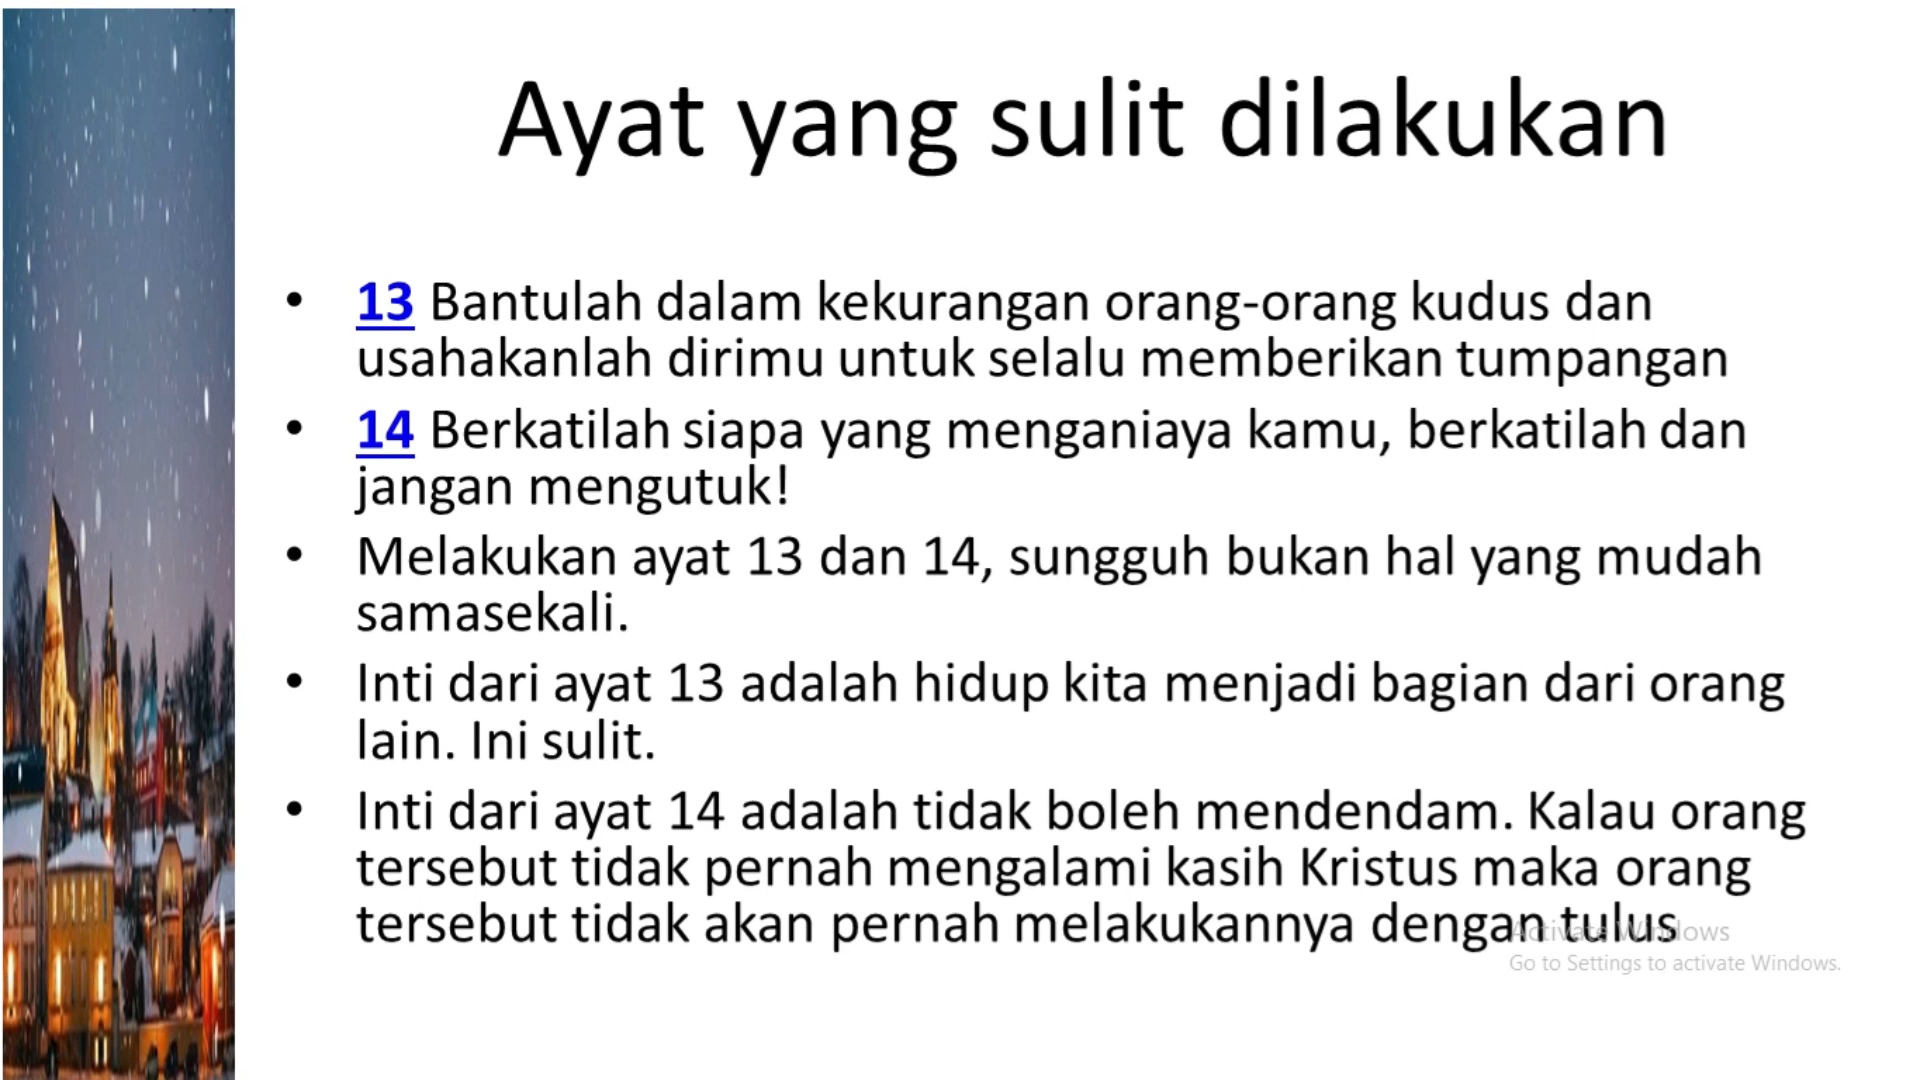 Ayat yang sulit dilakukan
• 13 Bantulah dalam kekurangan orang-orang kudus dan
usahakanlah dirimu untuk selalu memberikan tumpangan
• 14 Berkatilah siapa yang menganiaya kamu, berkatilah dan
jangan mengutuk!
• Melakukan ayat 13 dan 14, sungguh bukan hal yang mudah
samasekali.
• Inti dari ayat 13 adalah hidup kita menjadi bagian dari orang
lain. Ini sulit.
• Inti dari ayat 14 adalah tidak boleh mendendam. Kalau orang
tersebut tidak pernah mengalami kasih Kristus maka orang
tersebut tidak akan pernah melakukannya dengan tulus
Activate Windows
Go to Settings to activate Windows.